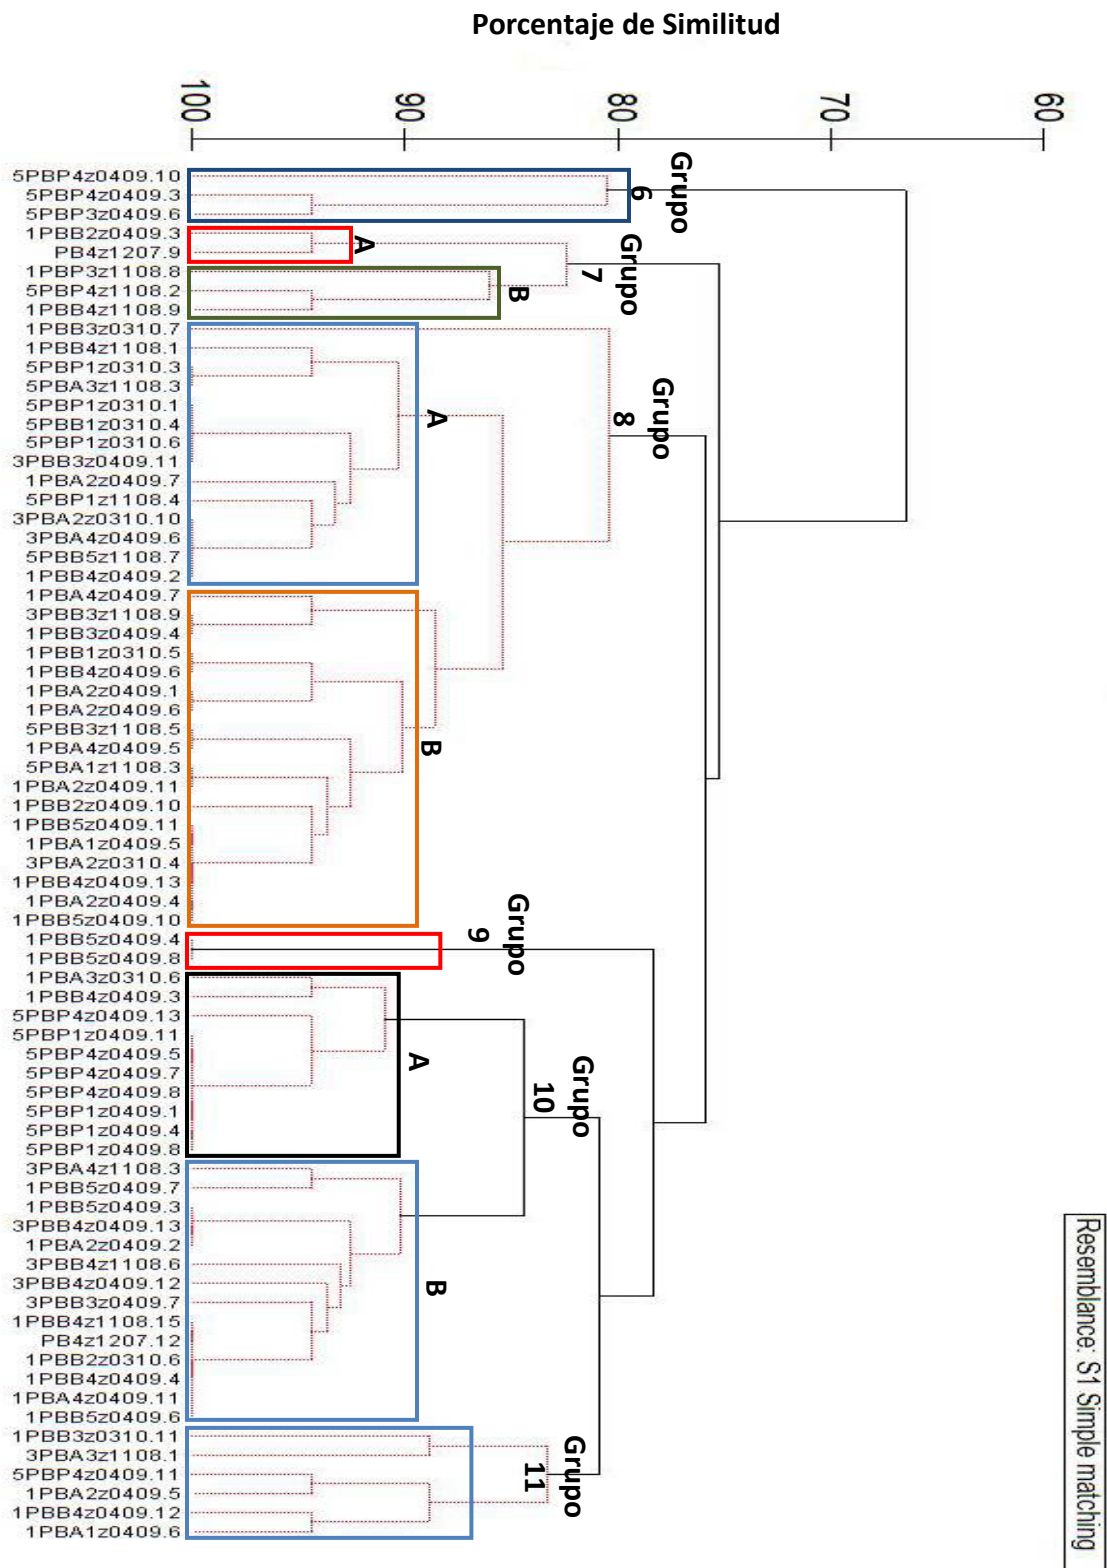 Porcentaje de Similitud
100
90
80
70
60
5PBP4z0409.10
5PBP4z0409.3
5PBP3z0409.6
1PBB2z0409.3
PB4z1207.9
1PBP3z1108.8
5PBP4z1108.2
1PBB4z1108.9
1PBB3z0310.7
1PBB4z1108.1
5PBP1z0310.3
5PBA3z1108.3
5PBP1z0310.1
5PBB1z0310.4
5PBP1z0310.6
3PBB3z0409.11
1PBA2z0409.7
5PBP1z1108.4
3PBA2z0310.10
3PBA4z0409.6
5PBB5z1108.7
1PBB4z0409.2
1PBA4z0409.7
3PBB3z1108.9
1PBB3z0409.4
1PBB1z0310.5
1PBB4z0409.6
1PBA2z0409.1
1PBA2z0409.6
5PBB3z1108.5
1PBA4z0409.5
5PBA1z1108.3
1PBA2z0409.11
1PBB2z0409.10
1PBB5z0409.11
1PBA1z0409.5
3PBA2z0310.4
1PBB4z0409.13
1PBA2z0409.4
1PBB5z0409.10
1PBB5z0409.4
1PBB5z0409.8
1PBA3z0310.6
1PBB4z0409.3
5PBP4z0409.13
5PBP1z0409.11
5PBP4z0409.5
5PBP4z0409.7
5PBP4z0409.8
5PBP1z0409.1
5PBP1z0409.4
5PBP1z0409.8
3PBA4z1108.3
1PBB5z0409.7
1PBB5z0409.3
3PBB4z0409.13
1PBA2z0409.2
3PBB4z1108.6
3PBB4z0409.12
3PBB3z0409.7
1PBB4z1108.15
PB4z1207.12
1PBB2z0310.6
1PBB4z0409.4
1PBA4z0409.11
1PBB5z0409.6
1PBB3z0310.11
3PBA3z1108.1
5PBP4z0409.11
1PBA2z0409.5
1PBB4z0409.12
1PBA1z0409.6
Grupo
6
Grupo
7
A
B
Grupo
8
A
B
Grupo
9
Grupo
10
A
B
Grupo
11
Resemblance: S1 Simple matching